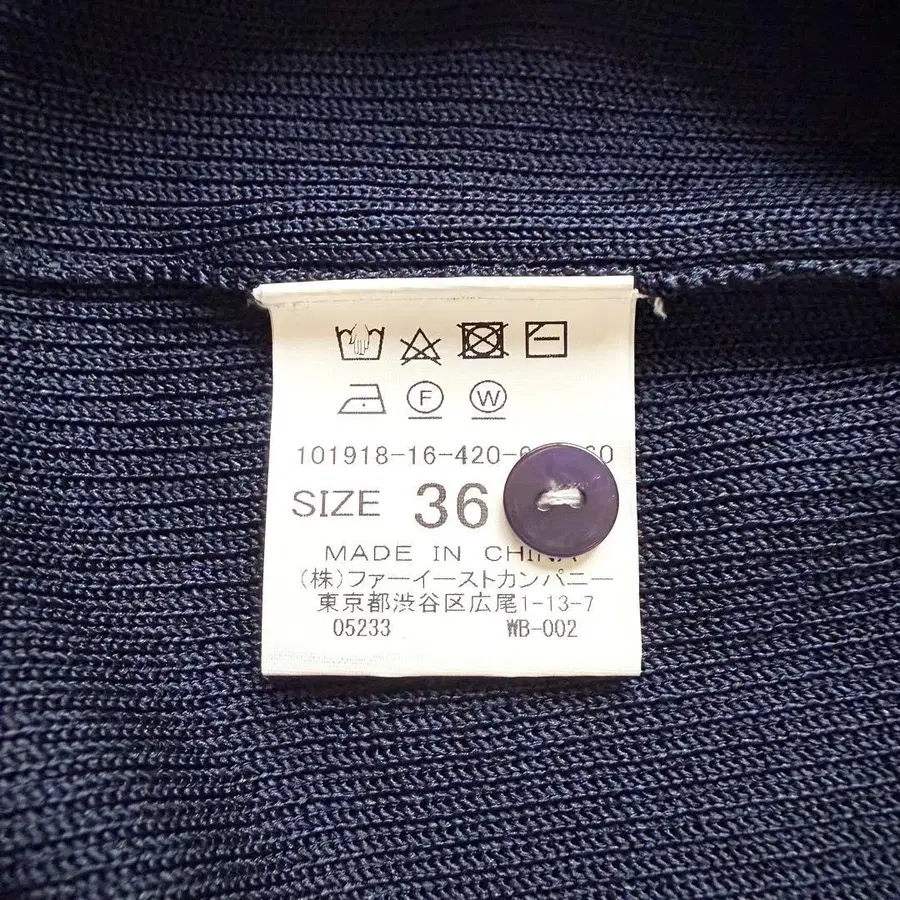 F W
101918-16-420-
SIZE 36
MADE IN CHINA
(株)ファーイーストカンパニー
東京都渋谷区広尾1-13-7
05233 WB-002